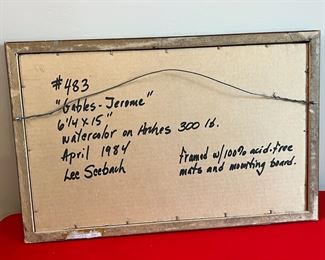 #483
"Gables-Jerome"
6 1/4 x 15"
watercolor on Arches 300 lb.
April 1984
Lee Seebach
framed w/100% acid-free
mats and mounting board.